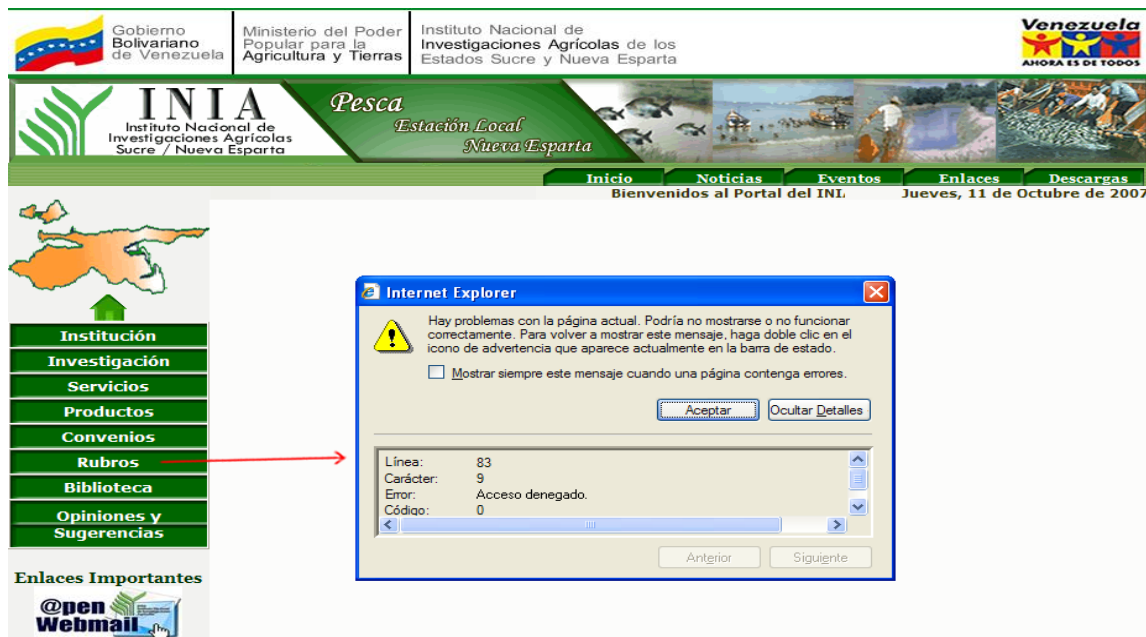 Gobierno
Bolivariano
de Venezuela
Ministerio del Poder
Popular para la
Agricultura y Tierras
Instituto Nacional de
Investigaciones Agrícolas de los
Estados Sucre y Nueva Esparta
Venezuela
AHORA ES DE TODOS
INIA
Instituto Nacional de
Investigaciones Agrícolas
Sucre / Nueva Esparta
Pesca
Estación Local
Nueva Esparta
Inicio
Noticias
Eventos
Enlaces
Descargas
Bienvenidos al Portal del INI
Jueves, 11 de Octubre de 2007
Institución
Investigación
Servicios
Productos
Convenios
Rubros
Biblioteca
Opiniones y
Sugerencias
Enlaces Importantes
@pen
Webmail
Internet Explorer
Hay problemas con la página actual. Podría no mostrarse o no funcionar
correctamente. Para volver a mostrar este mensaje, haga doble clic en el
icono de advertencia que aparece actualmente en la barra de estado.
Mostrar siempre este mensaje cuando una página contenga errores.
Aceptar
Ocultar Detalles
Línea: 83
Carácter: 9
Error: Acceso denegado.
Código: 0
Anterior
Siguiente